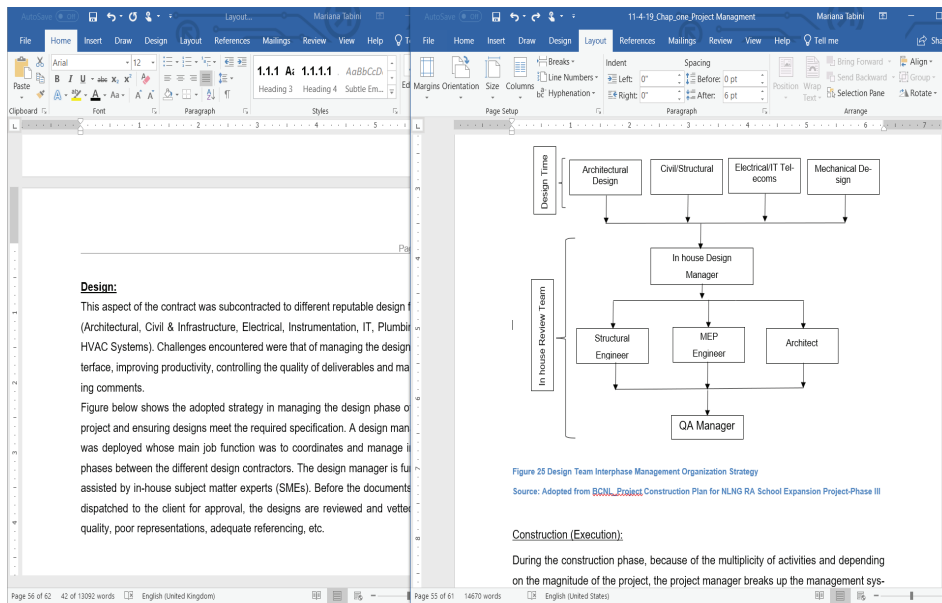 AutoSave Off
Layout...
Mariana Tabini
File Home Insert Draw Design Layout References Mailings Review View Help
Paste
Arial 12
Clipboard
Font
Paragraph
1.1.1 1.1.1.1 AaBbCcDi
Heading 3 Heading 4 Subtle Em...
Styles
Design:
This aspect of the contract was subcontracted to different reputable design
(Architectural, Civil & Infrastructure, Electrical, Instrumentation, IT,
HVAC Systems). Challenges encountered were that of managing the design
terface, improving productivity, controlling the quality of deliverables and
ing comments.
Figure below shows the adopted strategy in managing the design phase
project and ensuring designs meet the required specification. A design
was deployed whose main job function was to coordinates and manage
phases between the different design contractors. The design manager is
assisted by in-house subject matter experts (SMEs). Before the documents
dispatched to the client for approval, the designs are reviewed and
quality, poor representations, adequate referencing, etc.
Page 56 of 62 42 of 13092 words English (United Kingdom)
AutoSave Off
11-4-19_Chap_one_Project Managment
Mariana Tabini
File Home Insert Draw Design Layout References Mailings Review View Help Tell me
Margins Orientation Size Columns
Breaks
Line Numbers
Hyphenation
Page Setup
Indent Spacing
Left: 0" Before: 0 pt
Right: 0" After: 6 pt
Paragraph
Position Wrap Text
Bring Forward
Send Backward
Selection Pane
Align
Group
Rotate
Arrange
Design Time
Architectural
Design
Civil/Structural
Electrical/IT Tel-
ecoms
Mechanical De-
sign
In house Design
Manager
In house Review Team
Structural
Engineer
MEP
Engineer
Architect
QA Manager
Figure 25 Design Team Interphase Management Organization Strategy
Source: Adopted from BCNL_Project Construction Plan for NLNG RA School Expansion Project-Phase III
Construction (Execution):
During the construction phase, because of the multiplicity of activities and depending
on the magnitude of the project, the project manager breaks up the management sys-
Page 55 of 61 14670 words English (United States)